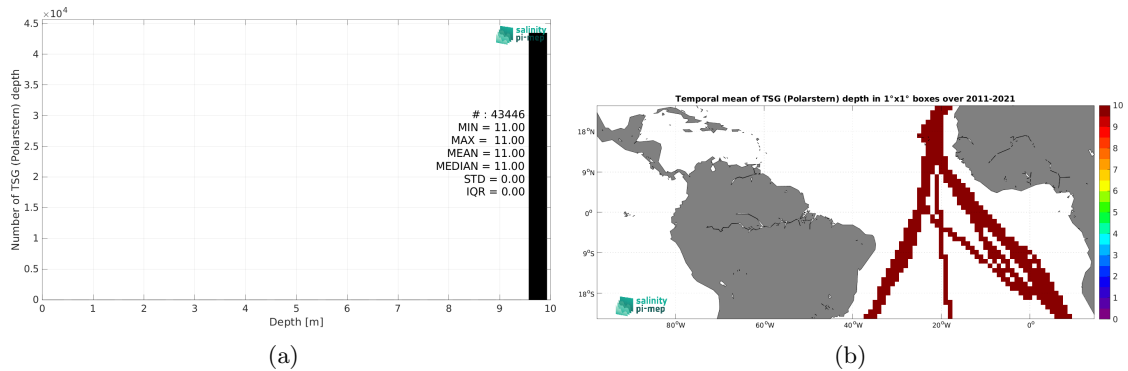 ×10⁴
4.5
4
3.5
3
2.5
2
1.5
1
0.5
0
Number of TSG (Polarstern) depth
salinity
pi-mep
# : 43446
MIN = 11.00
MAX = 11.00
MEAN = 11.00
MEDIAN = 11.00
STD = 0.00
IQR = 0.00
0 1 2 3 4 5 6 7 8 9 10
Depth [m]
(a)
Temporal mean of TSG (Polarstern) depth in 1°x1° boxes over 2011-2021
18°N
9°N
0°
9°S
18°S
80°W 60°W 40°W 20°W 0°
salinity
pi-mep
10
9
8
7
6
5
4
3
2
1
0
(b)